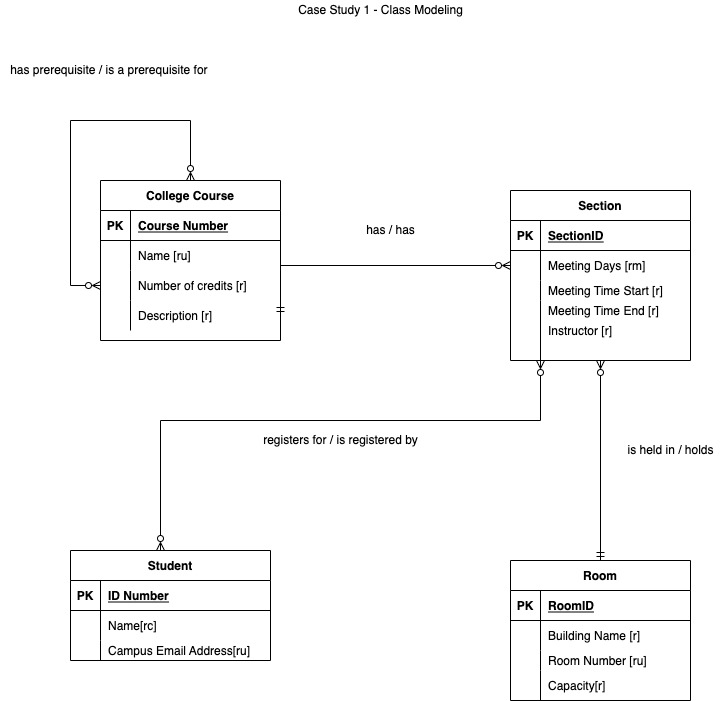 Case Study 1 - Class Modeling
has prerequisite / is a prerequisite for
College Course
PK Course Number
Name [ru]
Number of credits [r]
Description [r]
has / has
Section
PK SectionID
Meeting Days [rm]
Meeting Time Start [r]
Meeting Time End [r]
Instructor [r]
registers for / is registered by
is held in / holds
Student
PK ID Number
Name[rc]
Campus Email Address[ru]
Room
PK RoomID
Building Name [r]
Room Number [ru]
Capacity[r]